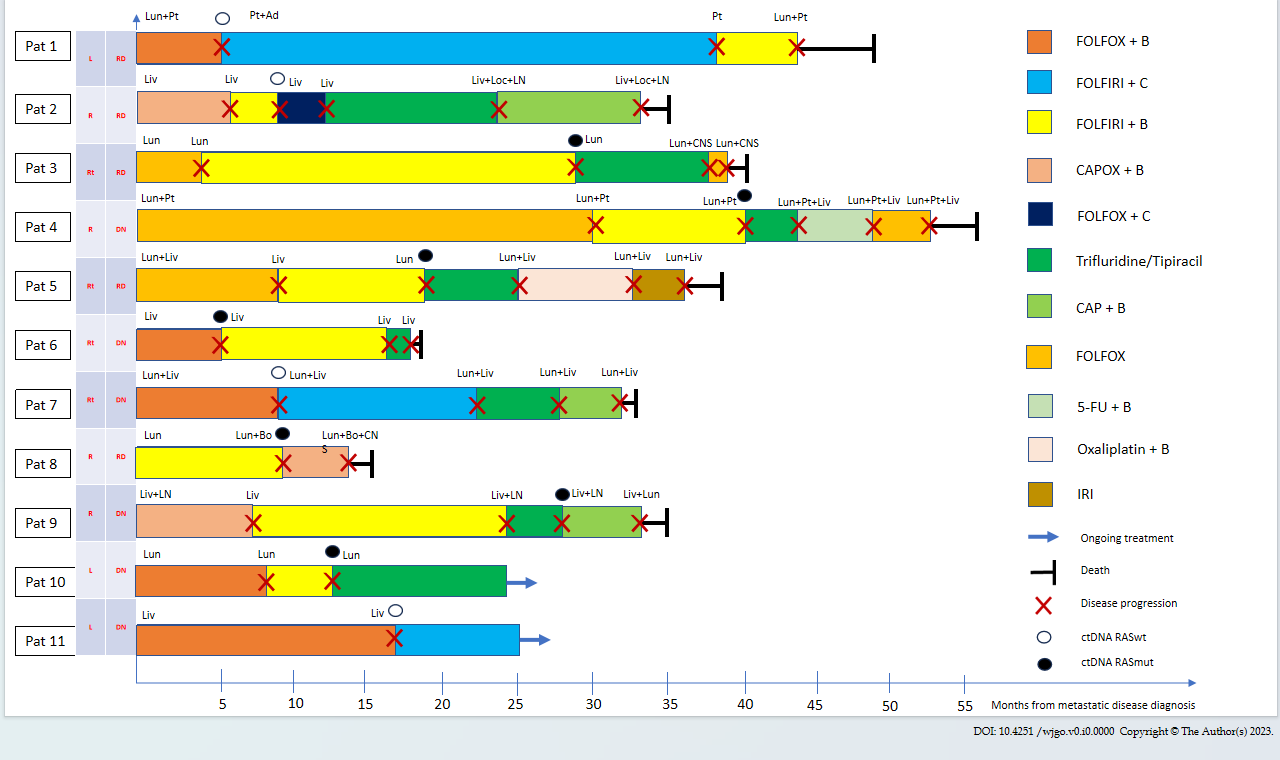 Lun+Pt Pt+Ad Pt Lun+Pt
Pat 1 L RD
Liv Liv Liv Liv Liv+Loc+LN Liv+Loc+LN
Pat 2 R RD
Lun Lun Lun Lun+CNS Lun+CNS
Pat 3 Rt RD
Lun+Pt Lun+Pt Lun+Pt Lun+Pt+Liv Lun+Pt+Liv Lun+Pt+Liv
Pat 4 R DN
Lun+Liv Liv Lun Lun+Liv Lun+Liv Lun+Liv
Pat 5 Rt RD
Liv Liv Liv Liv
Pat 6 Rt DN
Lun+Liv Lun+Liv Lun+Liv Lun+Liv Lun+Liv
Pat 7 Rt DN
Lun Lun+Bo Lun+Bo+CN
S
Pat 8 R RD
Liv+LN Liv Liv+LN Liv+LN Liv+Lun
Pat 9 R DN
Lun Lun Lun
Pat 10 L DN
Liv Liv
Pat 11 L DN
5 10 15 20 25 30 35 40 45 50 55 Months from metastatic disease diagnosis
FOLFOX + B
FOLFIRI + C
FOLFIRI + B
CAPOX + B
FOLFOX + C
Trifluridine/Tipiracil
CAP + B
FOLFOX
5-FU + B
Oxaliplatin + B
IRI
Ongoing treatment
Death
Disease progression
ctDNA RASwt
ctDNA RASmut
DOI: 10.4251 /wjgo.v0.i0.0000 Copyright © The Author(s) 2023.